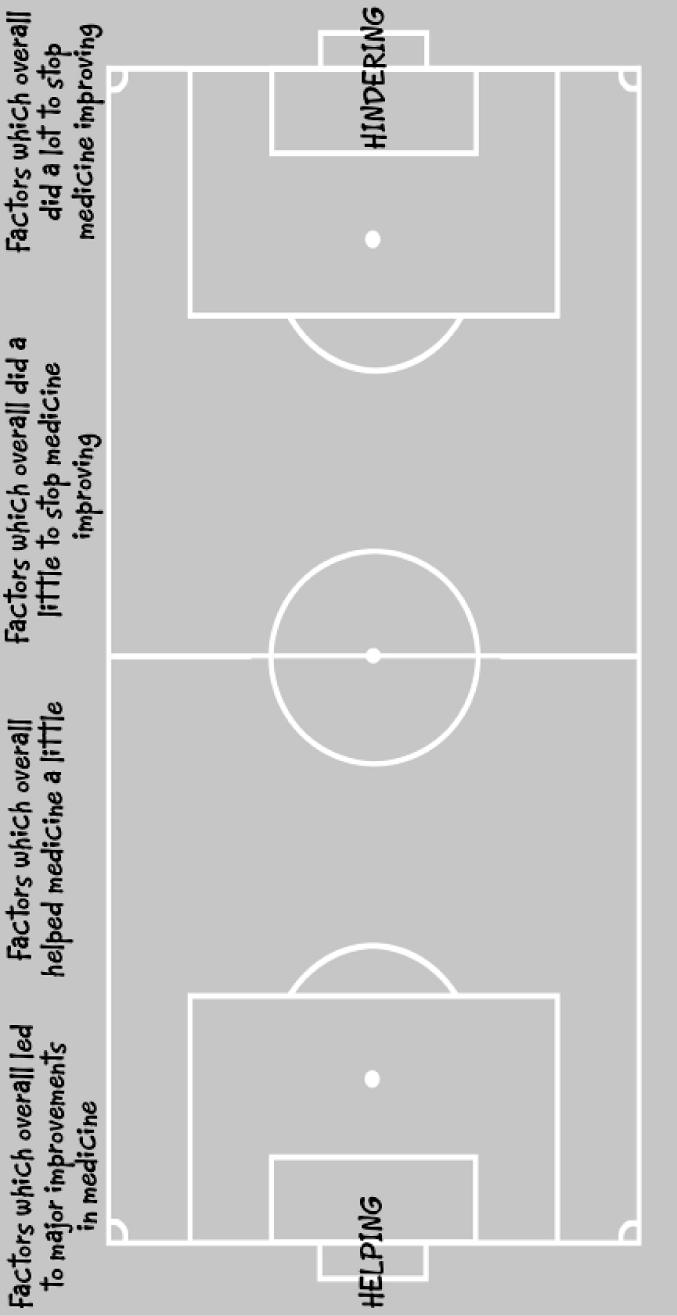 Factors which overall led
to major improvements
in medicine
Factors which overall
helped medicine a little
Factors which overall did a
little to stop medicine
improving
Factors which overall
did a lot to stop
medicine improving
HELPING
HINDERING